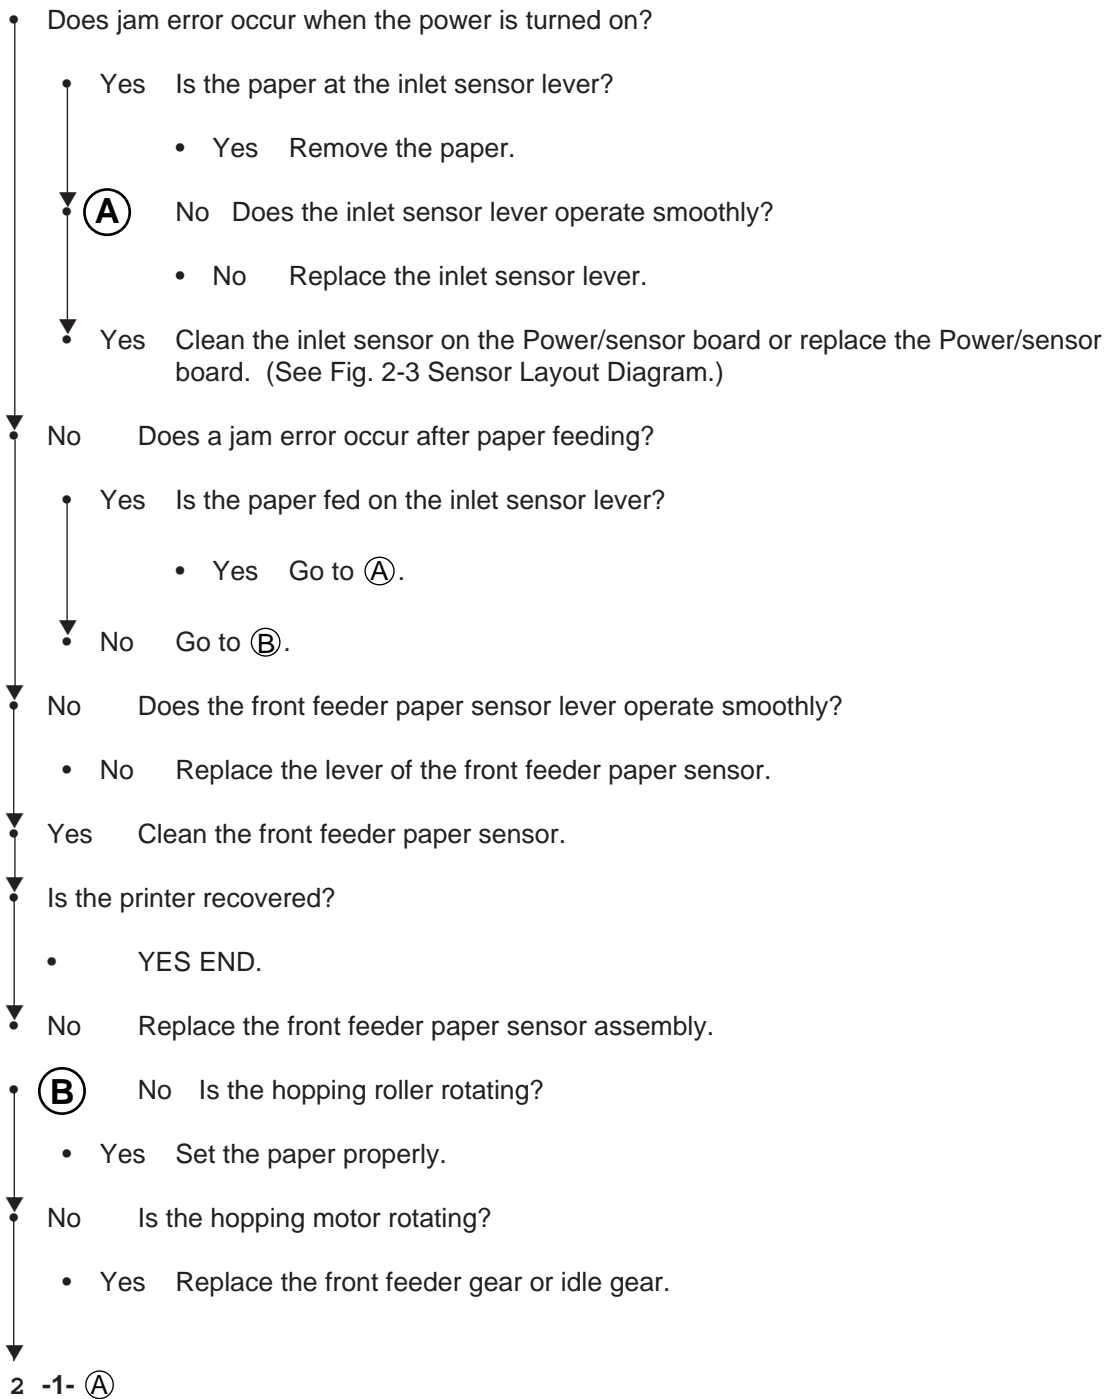 • Does jam error occur when the power is turned on?
• Yes Is the paper at the inlet sensor lever?
• Yes Remove the paper.
• Ⓐ No Does the inlet sensor lever operate smoothly?
• No Replace the inlet sensor lever.
• Yes Clean the inlet sensor on the Power/sensor board or replace the Power/sensor
board. (See Fig. 2-3 Sensor Layout Diagram.)
• No Does a jam error occur after paper feeding?
• Yes Is the paper fed on the inlet sensor lever?
• Yes Go to Ⓐ.
• No Go to Ⓑ.
• No Does the front feeder paper sensor lever operate smoothly?
• No Replace the lever of the front feeder paper sensor.
• Yes Clean the front feeder paper sensor.
• Is the printer recovered?
• YES END.
• No Replace the front feeder paper sensor assembly.
• Ⓑ No Is the hopping roller rotating?
• Yes Set the paper properly.
• No Is the hopping motor rotating?
• Yes Replace the front feeder gear or idle gear.
2 -1- Ⓐ